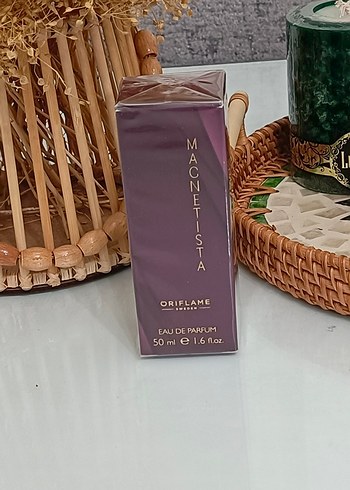 MAGNETISTA
ORIFLAME
SWEDEN
EAU DE PARFUM
50 ml ℮ 1.6 fl.oz.